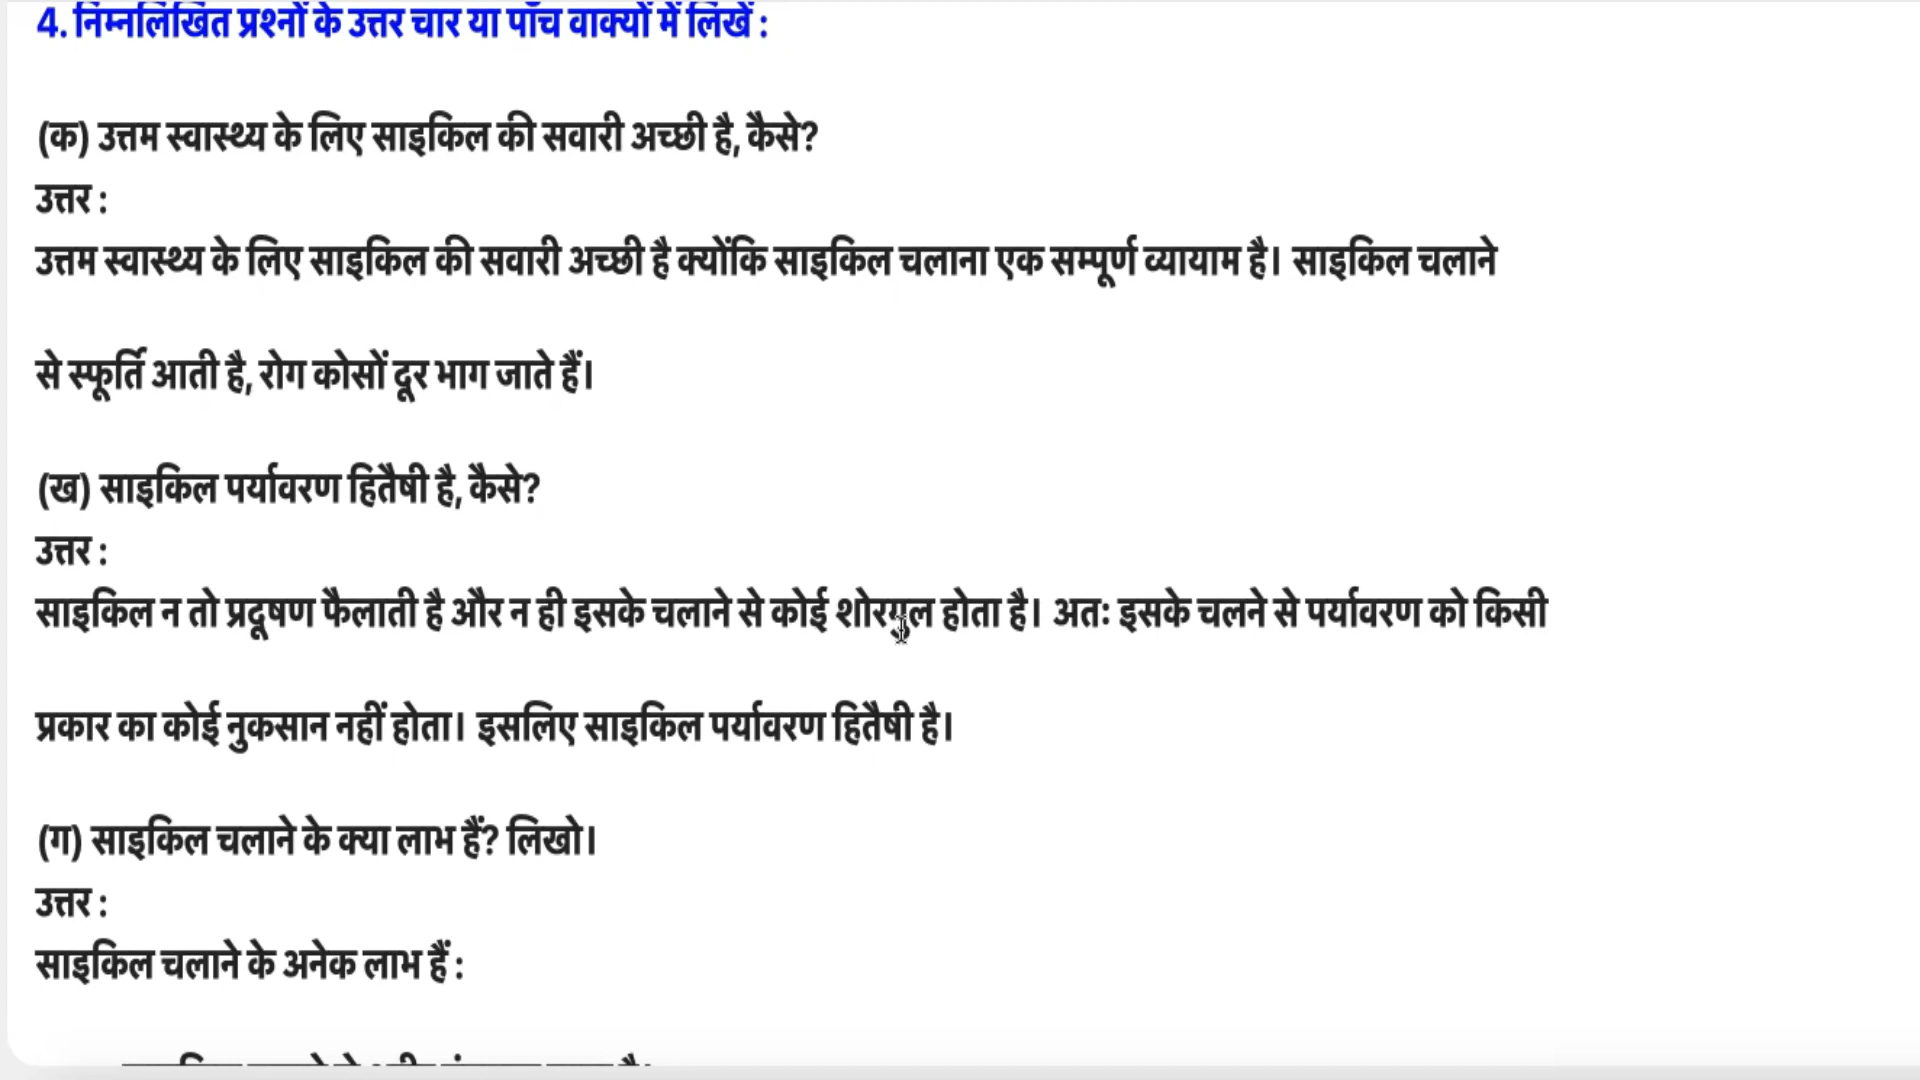 4. निम्नलिखित प्रश्नों के उत्तर चार या पाँच वाक्यों में लिखें :
(क) उत्तम स्वास्थ्य के लिए साइकिल की सवारी अच्छी है, कैसे?
उत्तर :
उत्तम स्वास्थ्य के लिए साइकिल की सवारी अच्छी है क्योंकि साइकिल चलाना एक सम्पूर्ण व्यायाम है। साइकिल चलाने
से स्फूर्ति आती है, रोग कोसों दूर भाग जाते हैं।
(ख) साइकिल पर्यावरण हितैषी है, कैसे?
उत्तर :
साइकिल न तो प्रदूषण फैलाती है और न ही इसके चलाने से कोई शोरगुल होता है। अतः इसके चलने से पर्यावरण को किसी
प्रकार का कोई नुकसान नहीं होता। इसलिए साइकिल पर्यावरण हितैषी है।
(ग) साइकिल चलाने के क्या लाभ हैं? लिखो।
उत्तर :
साइकिल चलाने के अनेक लाभ हैं :